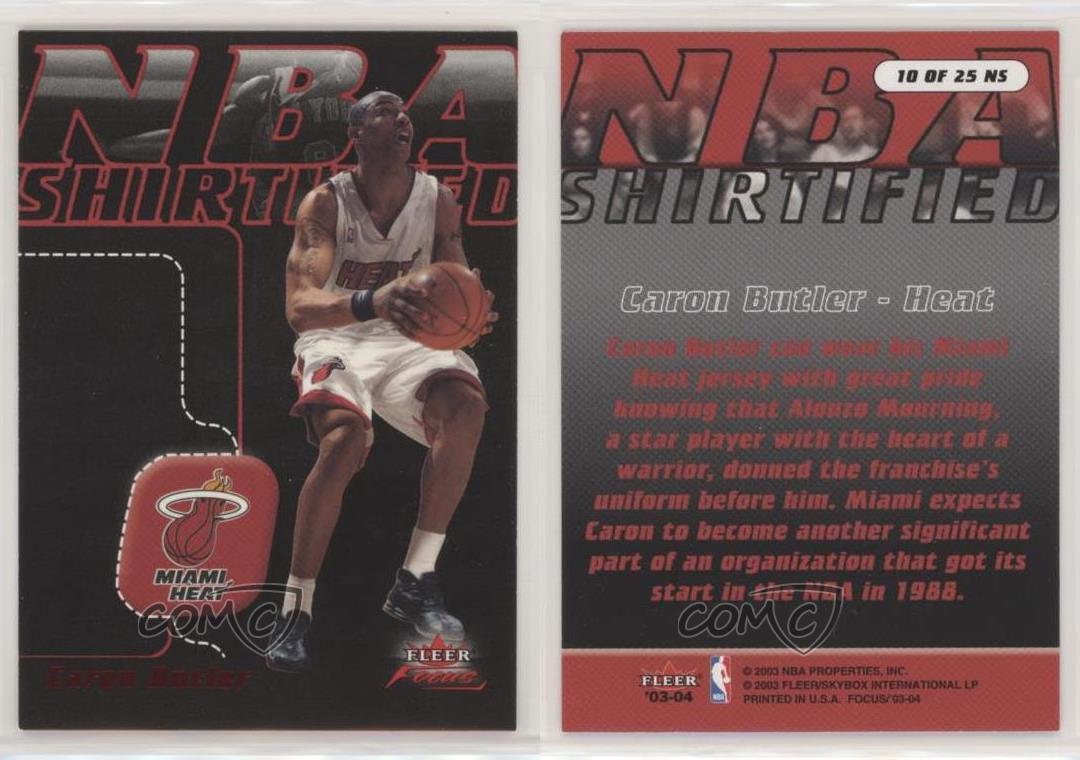 NBA
SHIRTIFIED
HEAT
MIAMI
HEAT
COMC
FLEER
Focus
Caron Butler
10 OF 25 NS
NBA
SHIRTIFIED
Caron Butler - Heat
Caron Butler can wear his Miami
Heat jersey with great pride
knowing that Alonzo Mourning,
a star player with the heart of a
warrior, donned the franchise's
uniform before him. Miami expects
Caron to become another significant
part of an organization that got its
start in the NBA in 1988.
COMC
FLEER
'03-04
NBA
© 2003 NBA PROPERTIES, INC.
© 2003 FLEER/SKYBOX INTERNATIONAL LP
PRINTED IN U.S.A. FOCUS/'03-04